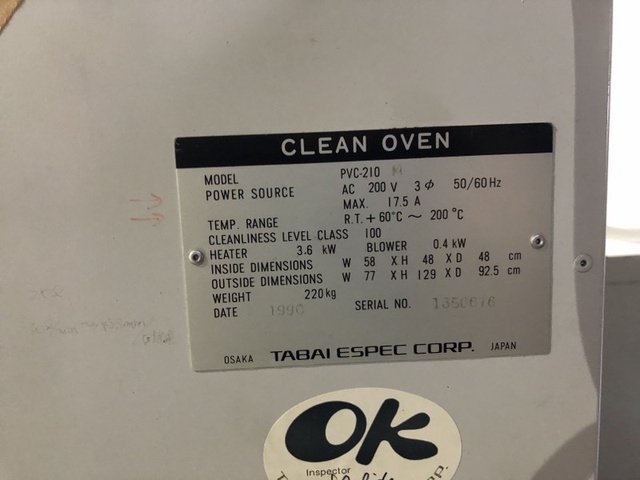 CLEAN OVEN
MODEL PVC-210
POWER SOURCE AC 200 V 3 φ 50/60 Hz
MAX. 17.5 A
TEMP. RANGE R.T. + 60°C ～ 200 °C
CLEANLINESS LEVEL CLASS 100
HEATER 3.6 kW BLOWER 0.4 kW
INSIDE DIMENSIONS W 58 X H 48 X D 48 cm
OUTSIDE DIMENSIONS W 77 X H 129 X D 92.5 cm
WEIGHT 220 kg
DATE 1990 SERIAL NO.
OSAKA TABAI ESPEC CORP. JAPAN
OK
Inspector